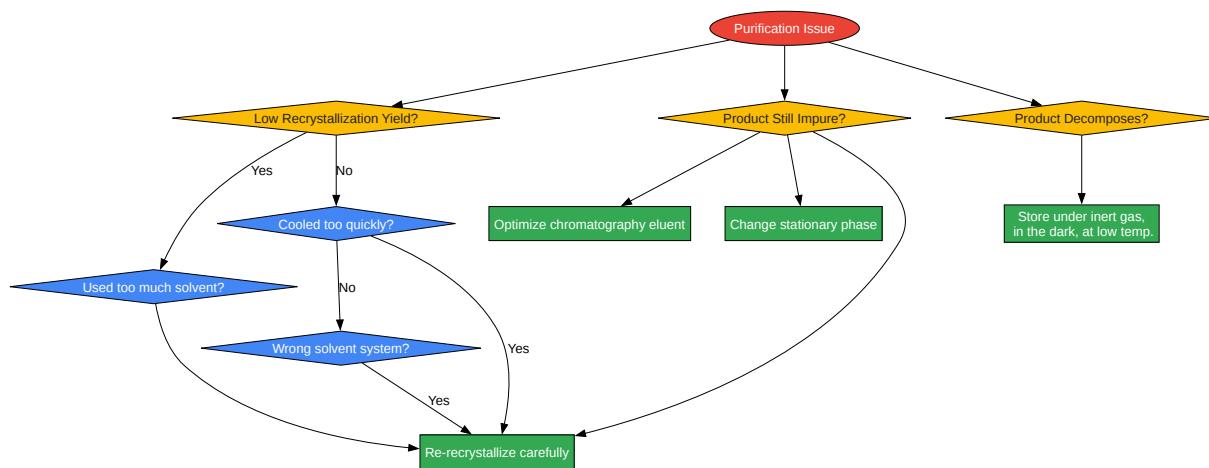 Purification Issue
Low Recrystallization Yield?
Product Still Impure?
Product Decomposes?
Yes
No
Cooled too quickly?
Optimize chromatography eluent
Change stationary phase
Store under inert gas,
in the dark, at low temp.
Used too much solvent?
No
Wrong solvent system?
Yes
Yes
Re-recrystallize carefully